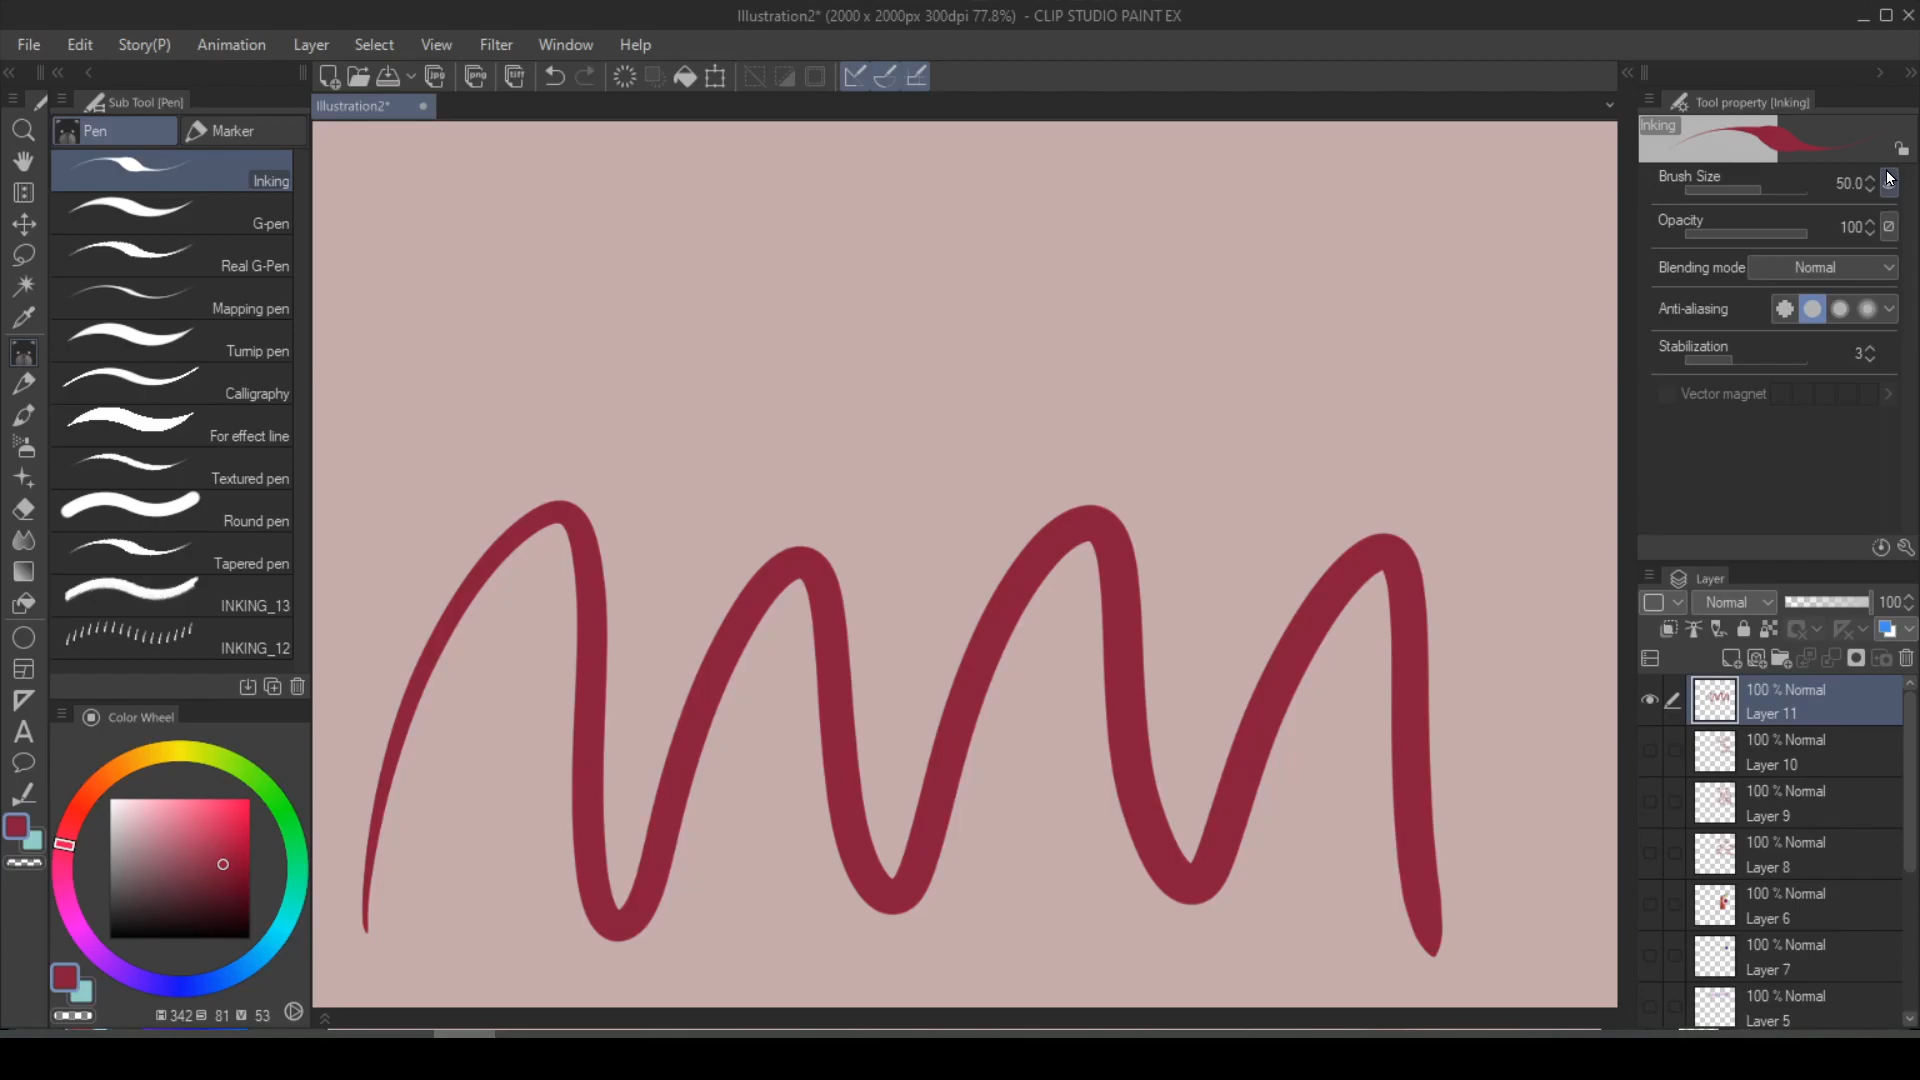 Illustration2* (2000 x 2000px 300dpi 77.8%) - CLIP STUDIO PAINT EX
File Edit Story(P) Animation Layer Select View Filter Window Help
jpg png tiff
Sub Tool [Pen]
Illustration2*
Tool property [Inking]
Pen Marker
Inking
G-pen
Real G-Pen
Mapping pen
Turnip pen
Calligraphy
For effect line
Textured pen
Round pen
Tapered pen
INKING_13
INKING_12
Color Wheel
H 342 S 81 V 53
Inking
Brush Size 50.0
Opacity 100
Blending mode Normal
Anti-aliasing
Stabilization 3
Vector magnet
Layer
Normal 100
100 % Normal
Layer 11
100 % Normal
Layer 10
100 % Normal
Layer 9
100 % Normal
Layer 8
100 % Normal
Layer 6
100 % Normal
Layer 7
100 % Normal
Layer 5